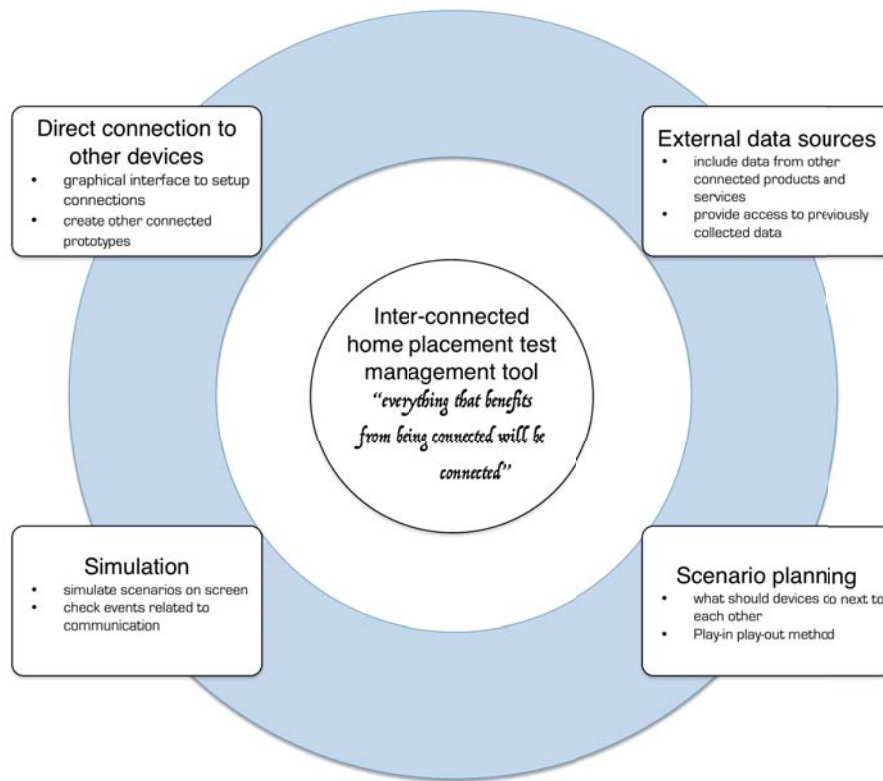 Direct connection to
other devices
• graphical interface to setup
connections
• create other connected
prototypes
External data sources
• include data from other
connected products and
services
• provide access to previously
collected data
Inter-connected
home placement test
management tool
“everything that benefits
from being connected will be
connected”
Simulation
• simulate scenarios on screen
• check events related to
communication
Scenario planning
• what should devices do next to
each other
• Play-in play-out method